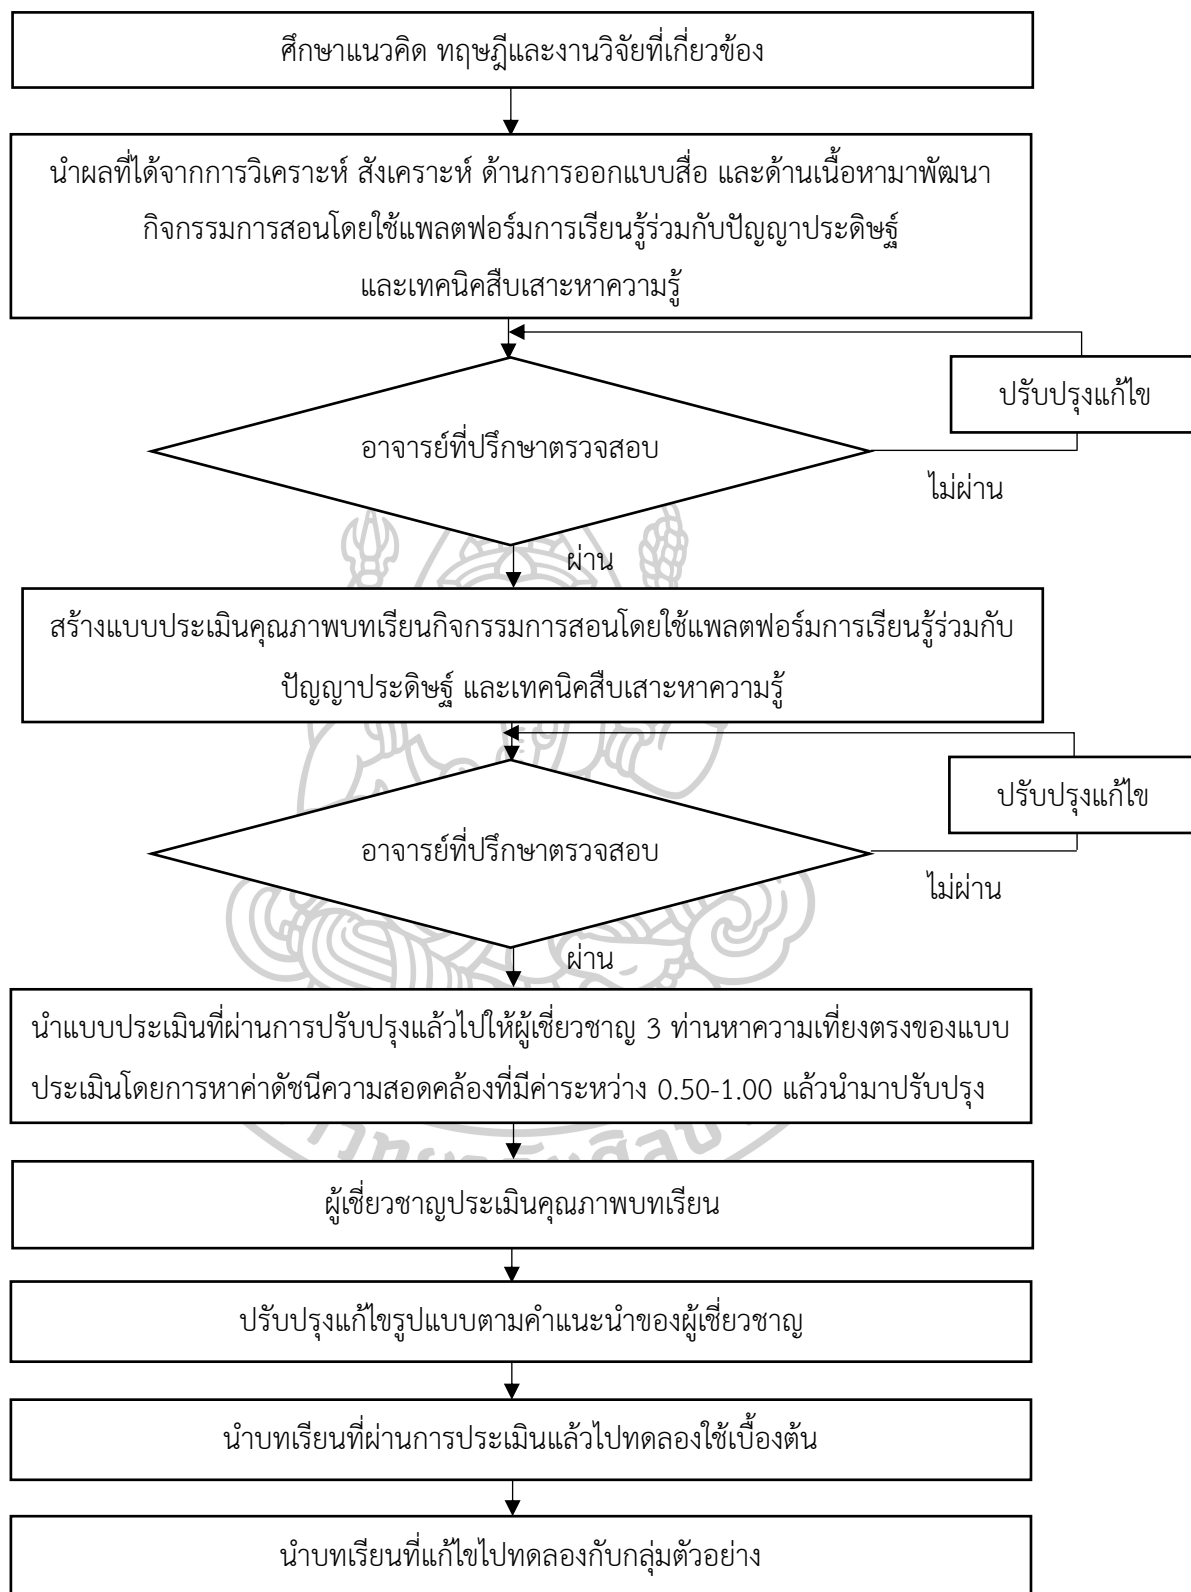 ศึกษาแนวคิด ทฤษฎีและงานวิจัยที่เกี่ยวข้อง
นำผลที่ได้จากการวิเคราะห์ สังเคราะห์ ด้านการออกแบบสื่อ และด้านเนื้อหามาพัฒนา
กิจกรรมการสอนโดยใช้แพลตฟอร์มการเรียนรู้ร่วมกับปัญญาประดิษฐ์
และเทคนิคสืบเสาะหาความรู้
ปรับปรุงแก้ไข
อาจารย์ที่ปรึกษาตรวจสอบ
ไม่ผ่าน
ผ่าน
สร้างแบบประเมินคุณภาพบทเรียนกิจกรรมการสอนโดยใช้แพลตฟอร์มการเรียนรู้ร่วมกับ
ปัญญาประดิษฐ์ และเทคนิคสืบเสาะหาความรู้
ปรับปรุงแก้ไข
อาจารย์ที่ปรึกษาตรวจสอบ
ไม่ผ่าน
ผ่าน
นำแบบประเมินที่ผ่านการปรับปรุงแล้วไปให้ผู้เชี่ยวชาญ 3 ท่านหาความเที่ยงตรงของแบบ
ประเมินโดยการหาค่าดัชนีความสอดคล้องที่มีค่าระหว่าง 0.50-1.00 แล้วนำมาปรับปรุง
ผู้เชี่ยวชาญประเมินคุณภาพบทเรียน
ปรับปรุงแก้ไขรูปแบบตามคำแนะนำของผู้เชี่ยวชาญ
นำบทเรียนที่ผ่านการประเมินแล้วไปทดลองใช้เบื้องต้น
นำบทเรียนที่แก้ไขไปทดลองกับกลุ่มตัวอย่าง